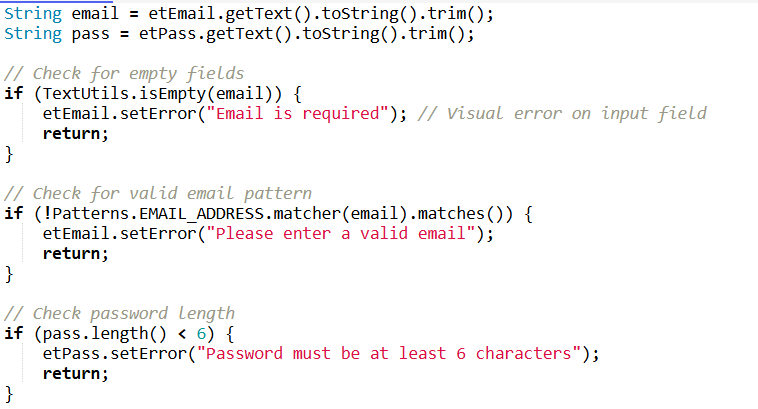 String email = etEmail.getText().toString().trim();
String pass = etPass.getText().toString().trim();
// Check for empty fields
if (TextUtils.isEmpty(email)) {
etEmail.setError("Email is required"); // Visual error on input field
return;
}
// Check for valid email pattern
if (!Patterns.EMAIL_ADDRESS.matcher(email).matches()) {
etEmail.setError("Please enter a valid email");
return;
}
// Check password length
if (pass.length() < 6) {
etPass.setError("Password must be at least 6 characters");
return;
}